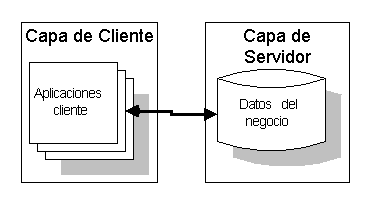 Capa de Cliente
Aplicaciones
cliente
Capa de
Servidor
Datos del
negocio